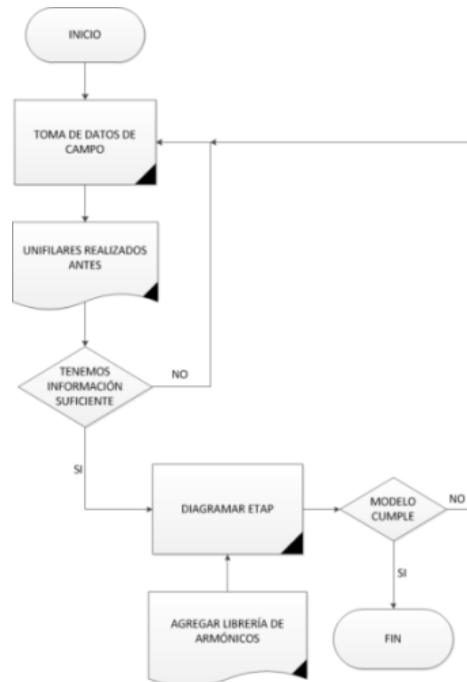 INICIO
TOMA DE DATOS DE
CAMPO
UNIFILARES REALIZADOS
ANTES
TENEMOS
INFORMACIÓN
SUFICIENTE
NO
SI
DIAGRAMAR ETAP
MODELO
CUMPLE
NO
SI
AGREGAR LIBRERÍA DE
ARMÓNICOS
FIN